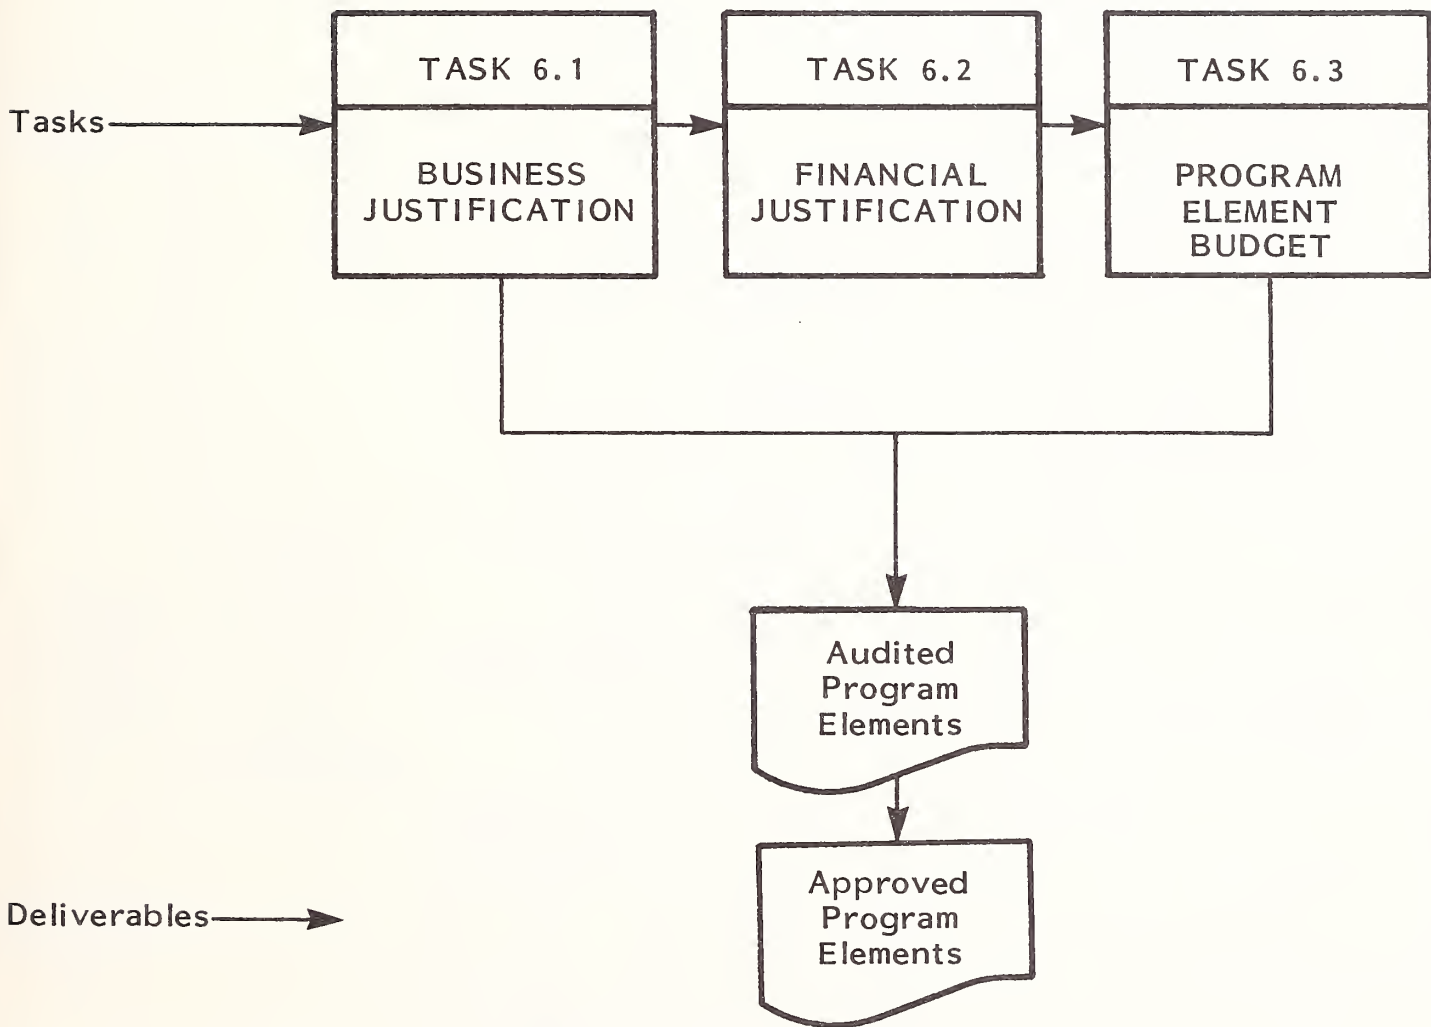 TASK 6.1
TASK 6.2
TASK 6.3
Tasks
BUSINESS
JUSTIFICATION
FINANCIAL
JUSTIFICATION
PROGRAM
ELEMENT
BUDGET
Audited
Program
Elements
Deliverables
Approved
Program
Elements